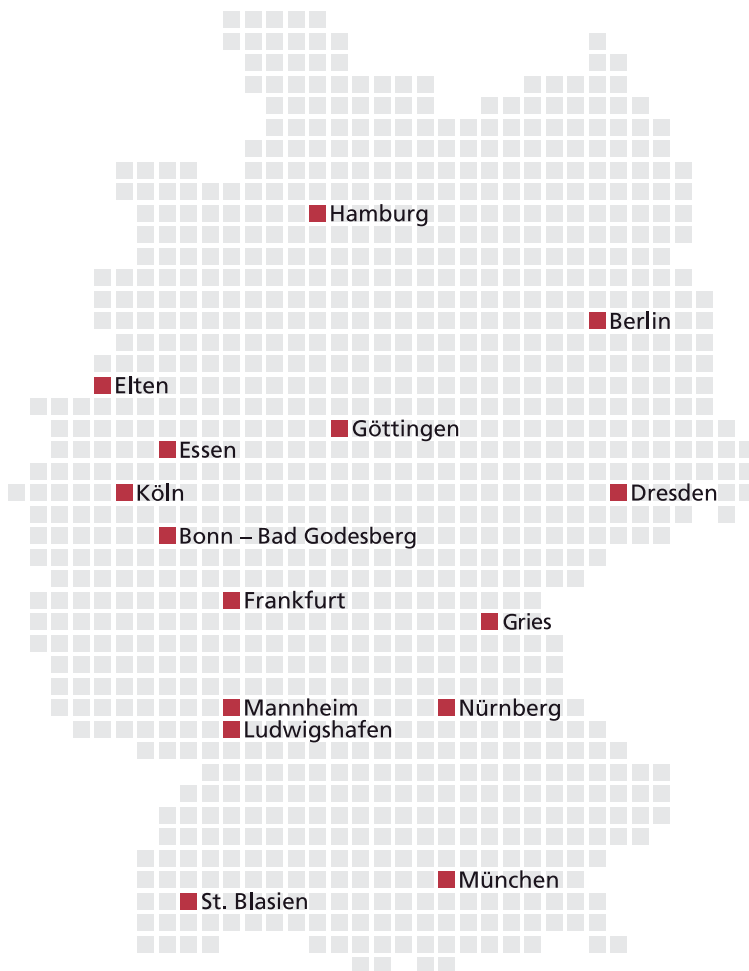 Hamburg
Berlin
Elten
Göttingen
Essen
Köln
Dresden
Bonn – Bad Godesberg
Frankfurt
Gries
Mannheim
Nürnberg
Ludwigshafen
München
St. Blasien